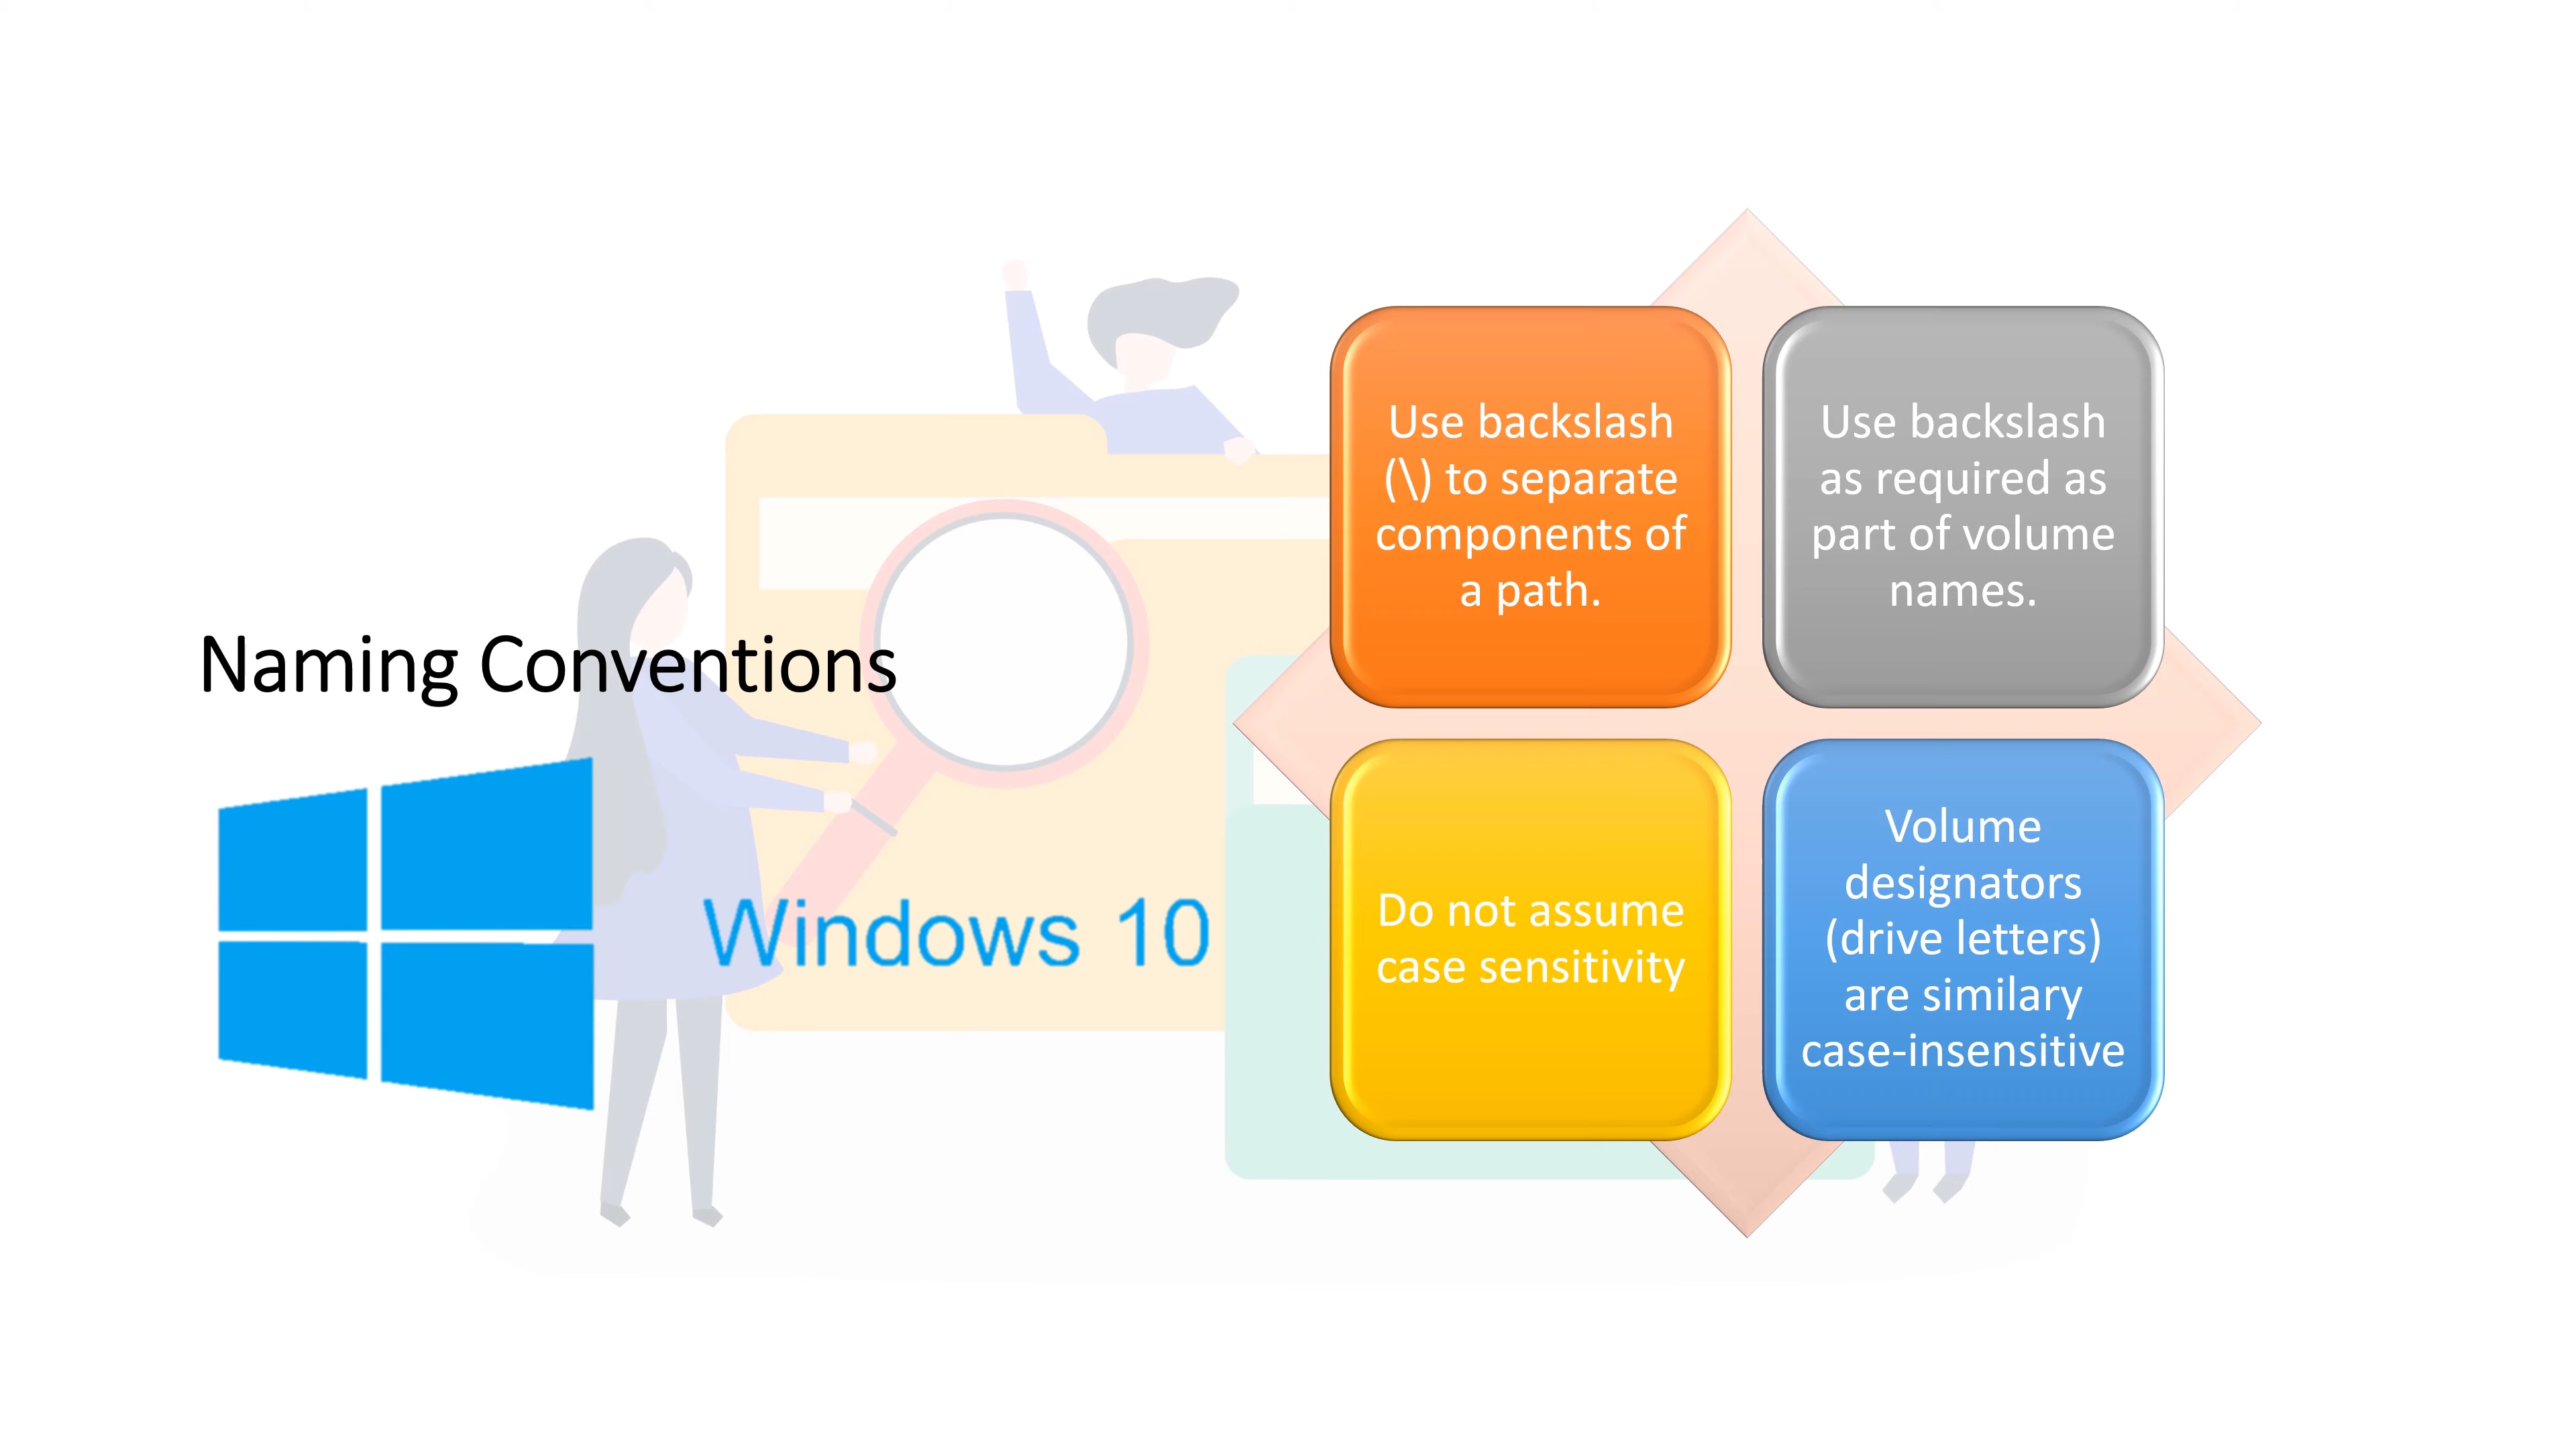 Naming Conventions
Windows 10
Use backslash
(\) to separate
components of
a path.
Use backslash
as required as
part of volume
names.
Do not assume
case sensitivity
Volume
designators
(drive letters)
are similary
case-insensitive